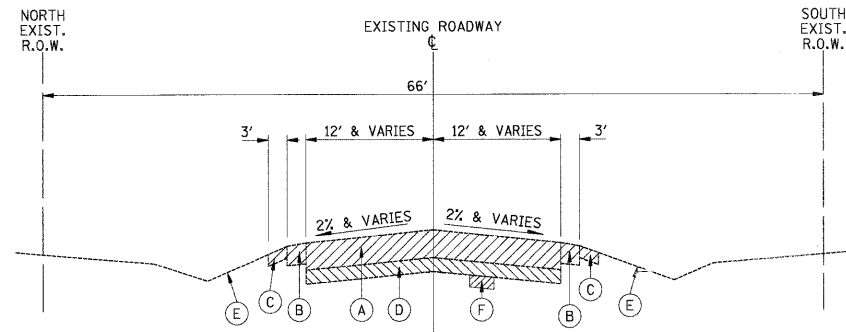 NORTH
EXIST.
R.O.W.
EXISTING ROADWAY
℄
SOUTH
EXIST.
R.O.W.
66'
3'
12' & VARIES
12' & VARIES
3'
2% & VARIES
2% & VARIES
E
C
B
A
D
F
B
C
E